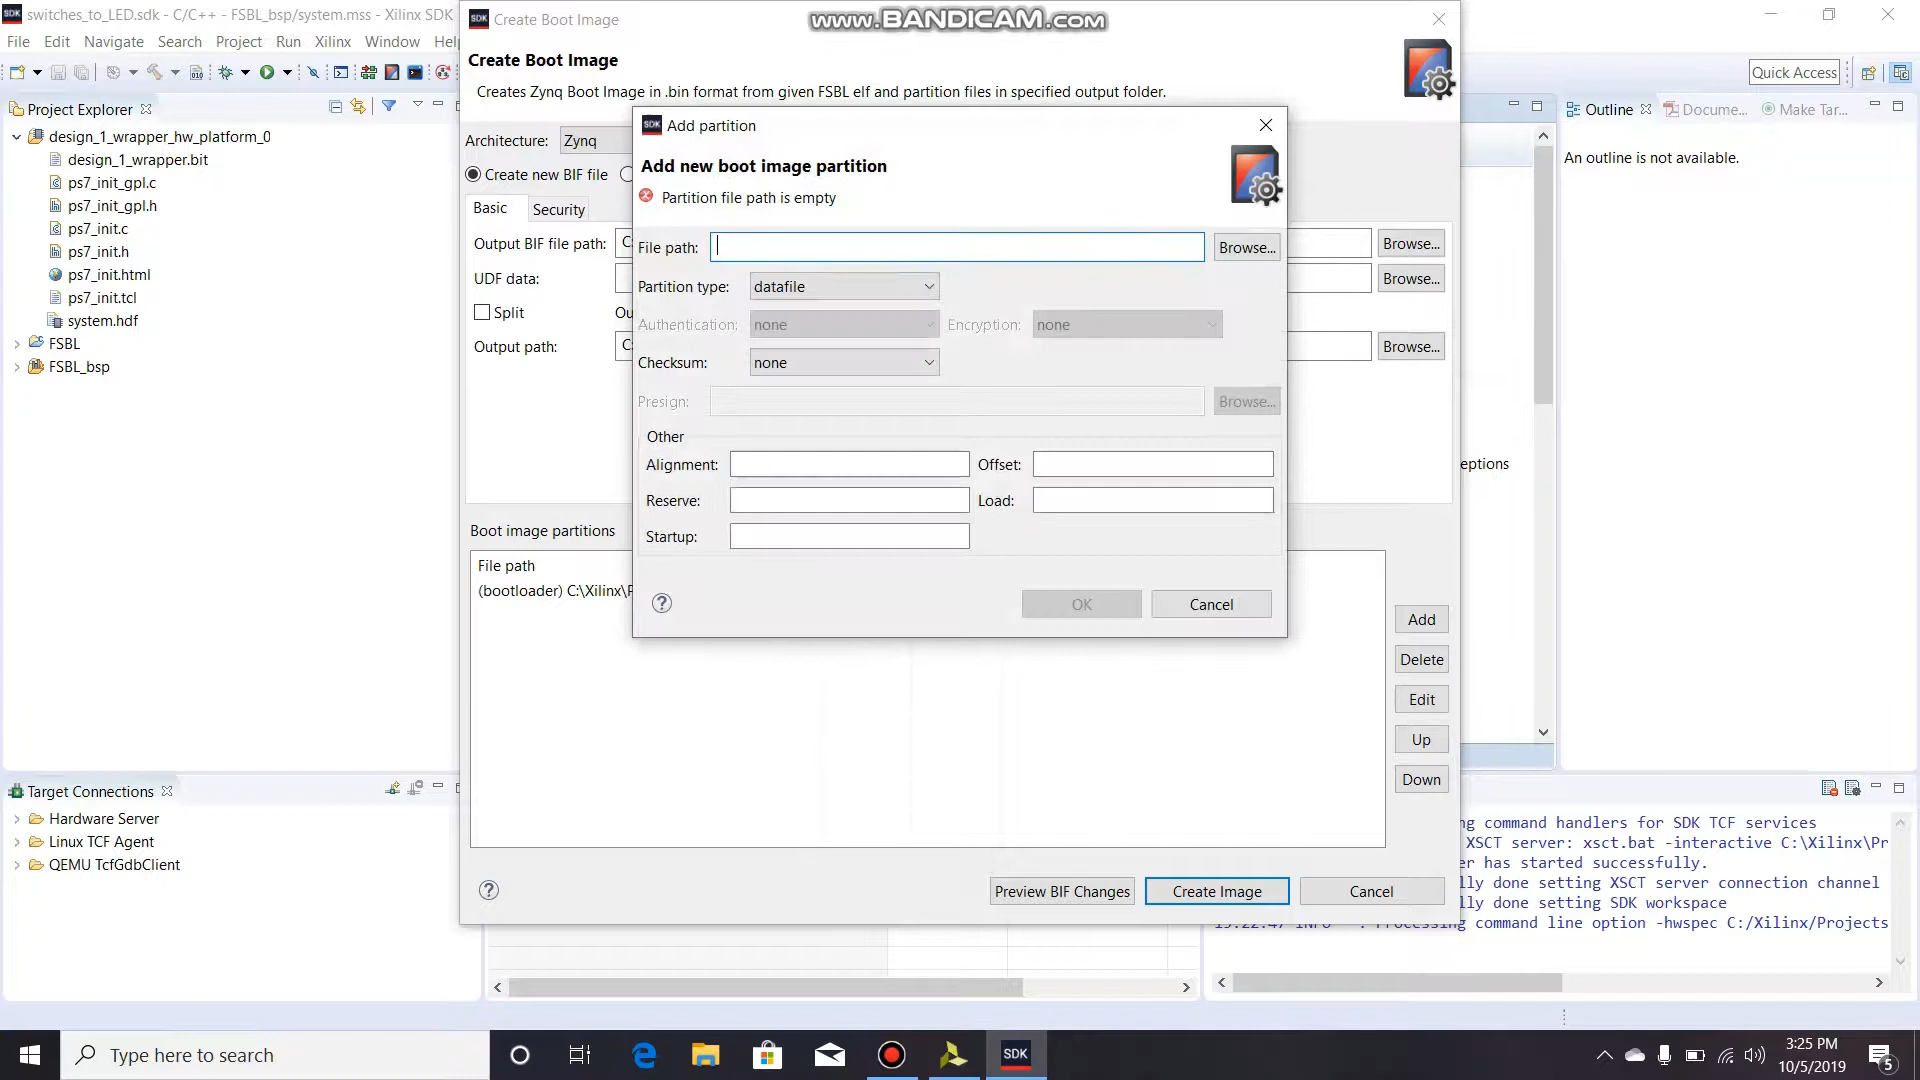 switches_to_LED.sdk - C/C++ - FSBL_bsp/system.mss - Xilinx SDK
File Edit Navigate Search Project Run Xilinx Window Help
Quick Access
Project Explorer
design_1_wrapper_hw_platform_0
design_1_wrapper.bit
ps7_init_gpl.c
ps7_init_gpl.h
ps7_init.c
ps7_init.h
ps7_init.html
ps7_init.tcl
system.hdf
FSBL
FSBL_bsp
Target Connections
Hardware Server
Linux TCF Agent
QEMU TcfGdbClient
SDK Create Boot Image
www.BANDICAM.com
Create Boot Image
Creates Zynq Boot Image in .bin format from given FSBL elf and partition files in specified output folder.
Architecture: Zynq
Create new BIF file
Basic Security
Output BIF file path: C: Browse...
UDF data: Browse...
Split Ou
Output path: C: Browse...
Boot image partitions
File path
(bootloader) C:\Xilinx\P
Add
Delete
Edit
Up
Down
Preview BIF Changes Create Image Cancel
SDK Add partition
Add new boot image partition
Partition file path is empty
File path: Browse...
Partition type: datafile
Authentication: none Encryption: none
Checksum: none
Presign: Browse...
Other
Alignment: Offset:
Reserve: Load:
Startup:
OK Cancel
eptions
Outline Docume... Make Tar...
An outline is not available.
ng command handlers for SDK TCF services
XSCT server: xsct.bat -interactive C:\Xilinx\Pr
er has started successfully.
lly done setting XSCT server connection channel
lly done setting SDK workspace
19:22:47 INFO : Processing command line option -hwspec C:/Xilinx/Projects
Type here to search
SDK
3:25 PM
10/5/2019
5